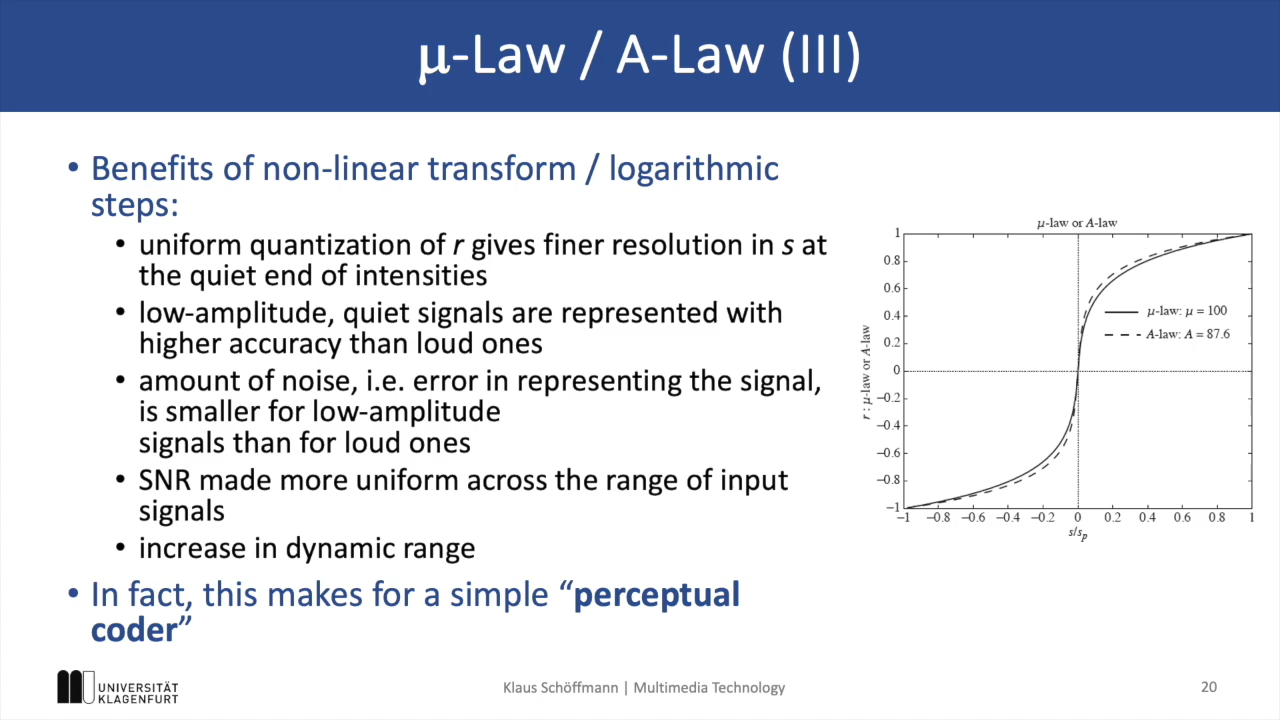 μ-Law / A-Law (III)
• Benefits of non-linear transform / logarithmic
steps:
• uniform quantization of r gives finer resolution in s at
the quiet end of intensities
• low-amplitude, quiet signals are represented with
higher accuracy than loud ones
• amount of noise, i.e. error in representing the signal,
is smaller for low-amplitude
signals than for loud ones
• SNR made more uniform across the range of input
signals
• increase in dynamic range
• In fact, this makes for a simple “perceptual
coder”
μ-law or A-law
r : μ-law or A-law
1
0.8
0.6
0.4
0.2
0
−0.2
−0.4
−0.6
−0.8
−1
μ-law: μ = 100
A-law: A = 87.6
−1 −0.8 −0.6 −0.4 −0.2 0 0.2 0.4 0.6 0.8 1
s/sp
UNIVERSITÄT
KLAGENFURT
Klaus Schöffmann | Multimedia Technology
20